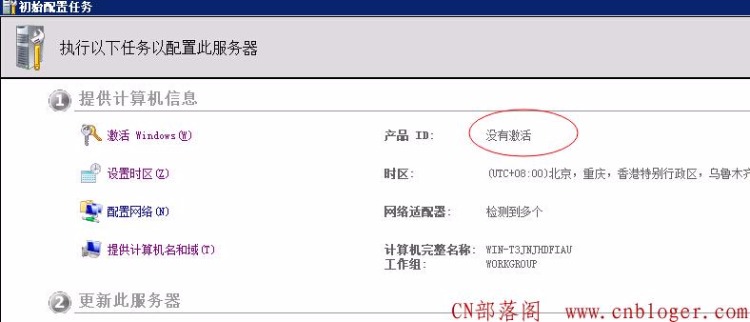 初始配置任务
执行以下任务以配置此服务器
1 提供计算机信息
激活 Windows(W) 产品 ID: 没有激活
设置时区(Z) 时区: (UTC+08:00)北京，重庆，香港特别行政区，乌鲁木齐
配置网络(N) 网络适配器: 检测到多个
提供计算机名和域(T) 计算机完整名称: WIN-T3JNJHDFIAU
工作组: WORKGROUP
2 更新此服务器
CN部落阁 www.cnbloger.com